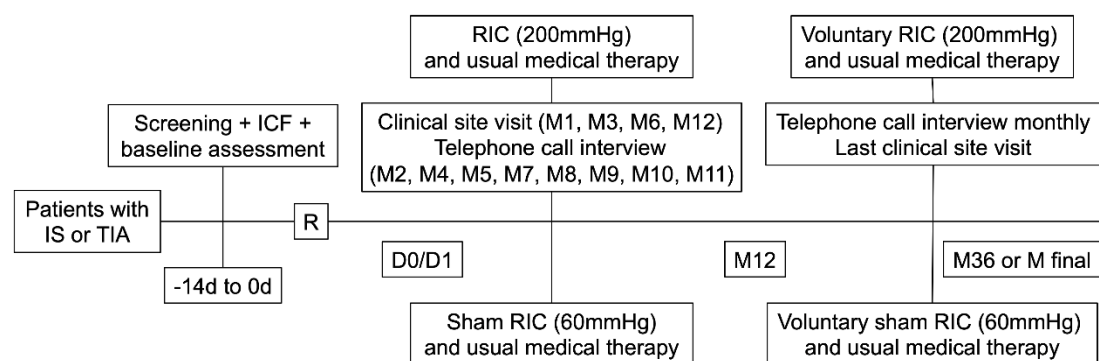 RIC (200mmHg)
and usual medical therapy
Voluntary RIC (200mmHg)
and usual medical therapy
Screening + ICF +
baseline assessment
Clinical site visit (M1, M3, M6, M12)
Telephone call interview
(M2, M4, M5, M7, M8, M9, M10, M11)
Telephone call interview monthly
Last clinical site visit
Patients with
IS or TIA
R
-14d to 0d
D0/D1
M12
M36 or M final
Sham RIC (60mmHg)
and usual medical therapy
Voluntary sham RIC (60mmHg)
and usual medical therapy